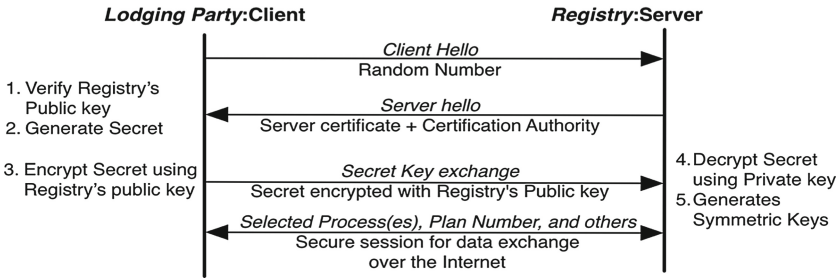 Lodging Party:Client
Registry:Server
Client Hello
Random Number
1. Verify Registry's
Public key
2. Generate Secret
Server hello
Server certificate + Certification Authority
3. Encrypt Secret using
Registry's public key
Secret Key exchange
Secret encrypted with Registry's Public key
4.Decrypt Secret
using Private key
5.Generates
Symmetric Keys
Selected Process(es), Plan Number, and others
Secure session for data exchange
over the Internet